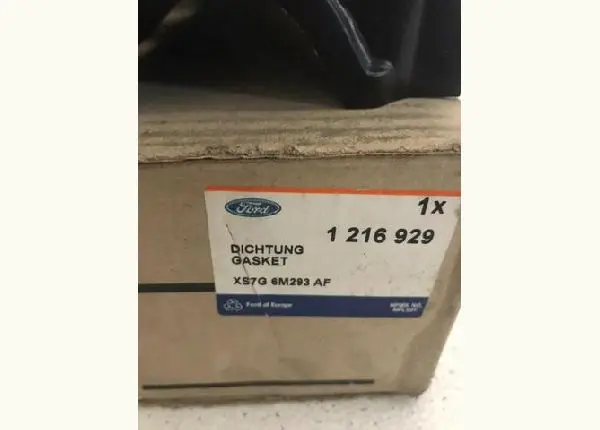 Ford
1x
1 216 929
DICHTUNG
GASKET
XS7G 6M293 AF
Ford of Europe